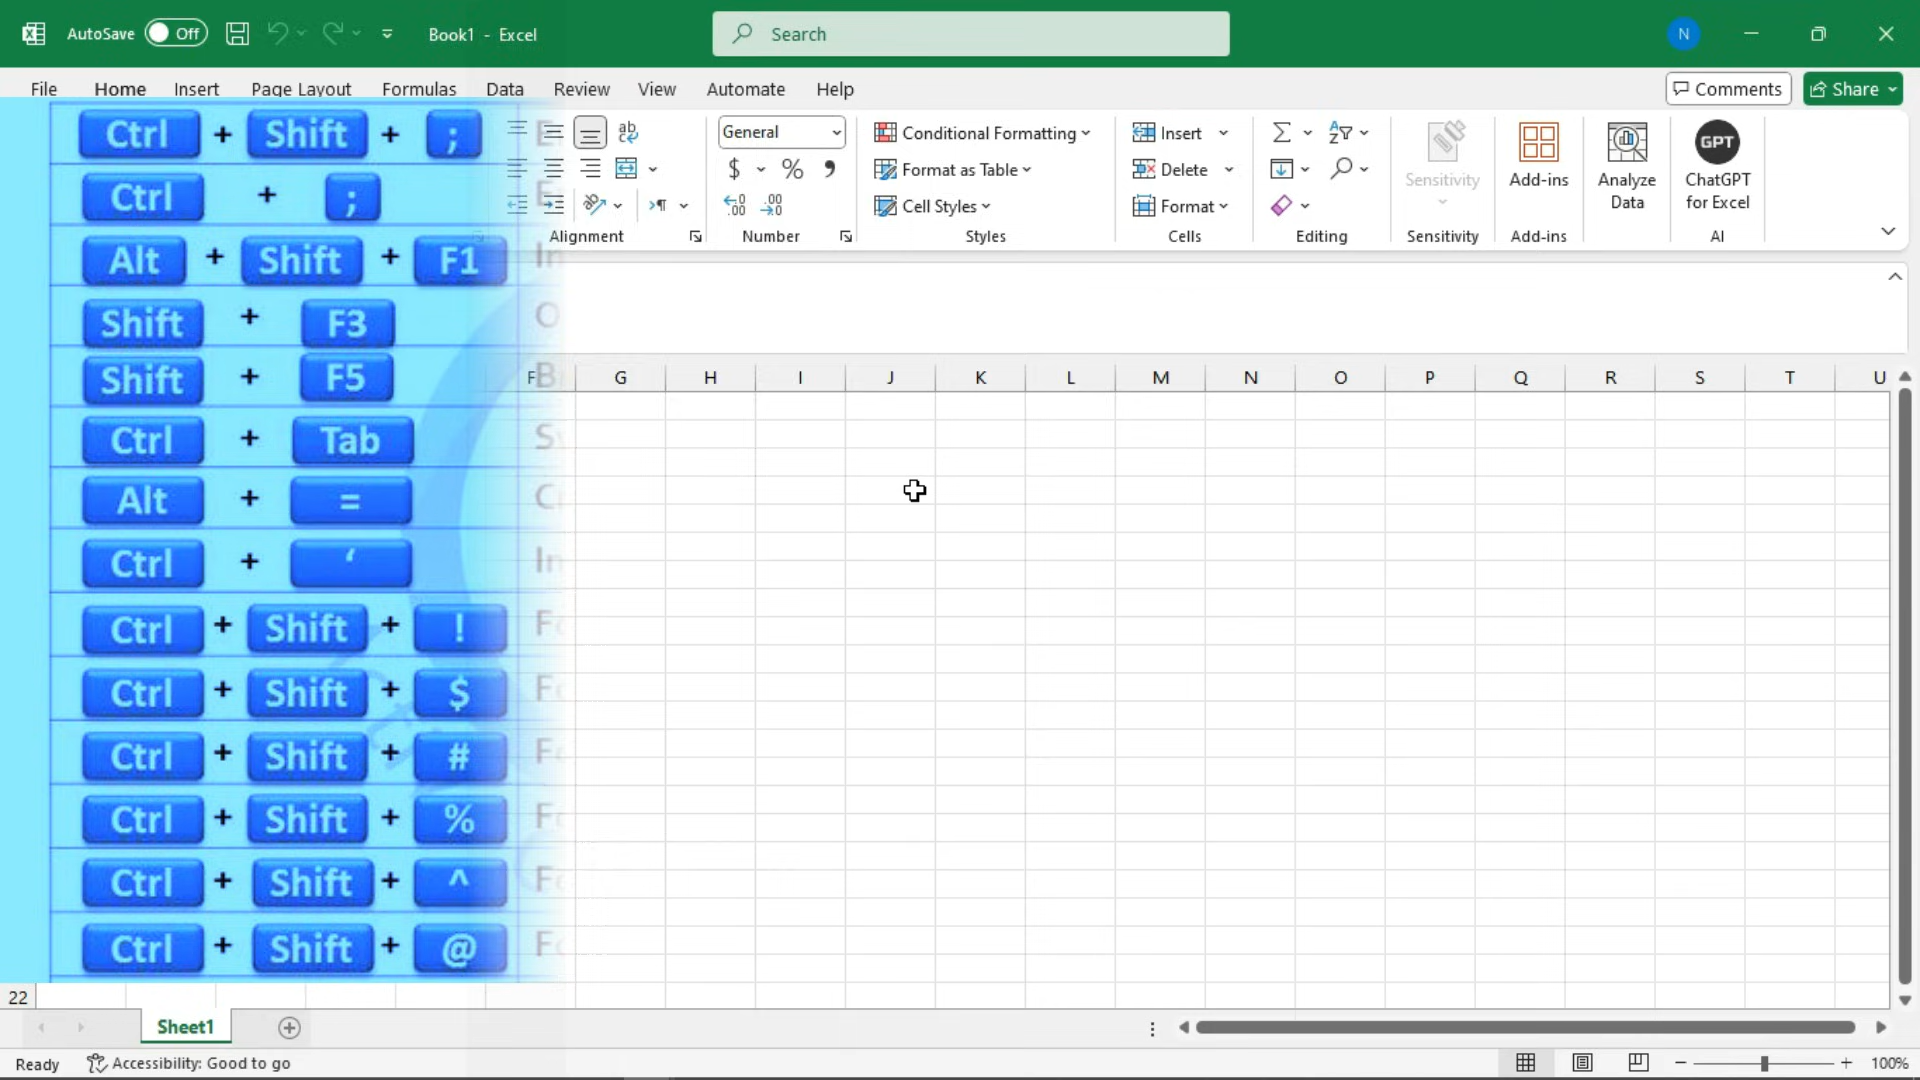 AutoSave Off Book1 - Excel Search N
File Home Insert Page Layout Formulas Data Review View Automate Help Comments Share
General
Conditional Formatting
Format as Table
Cell Styles
Insert
Delete
Format
$ % ,
Sensitivity
Add-ins
Analyze Data
GPT
ChatGPT for Excel
Alignment Number Styles Cells Editing Sensitivity Add-ins AI
Ctrl + Shift + ;
Ctrl + ;
Alt + Shift + F1
Shift + F3
Shift + F5
Ctrl + Tab
Alt + =
Ctrl + ‘
Ctrl + Shift + !
Ctrl + Shift + $
Ctrl + Shift + #
Ctrl + Shift + %
Ctrl + Shift + ^
Ctrl + Shift + @
F G H I J K L M N O P Q R S T U
22
Sheet1
Ready Accessibility: Good to go 100%